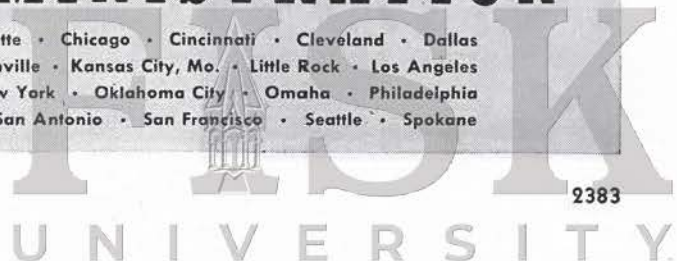 tte · Chicago · Cincinnati · Cleveland · Dallas
ville · Kansas City, Mo. · Little Rock · Los Angeles
w York · Oklahoma City · Omaha · Philadelphia
San Antonio · San Francisco · Seattle · Spokane
2383
FISK
UNIVERSITY